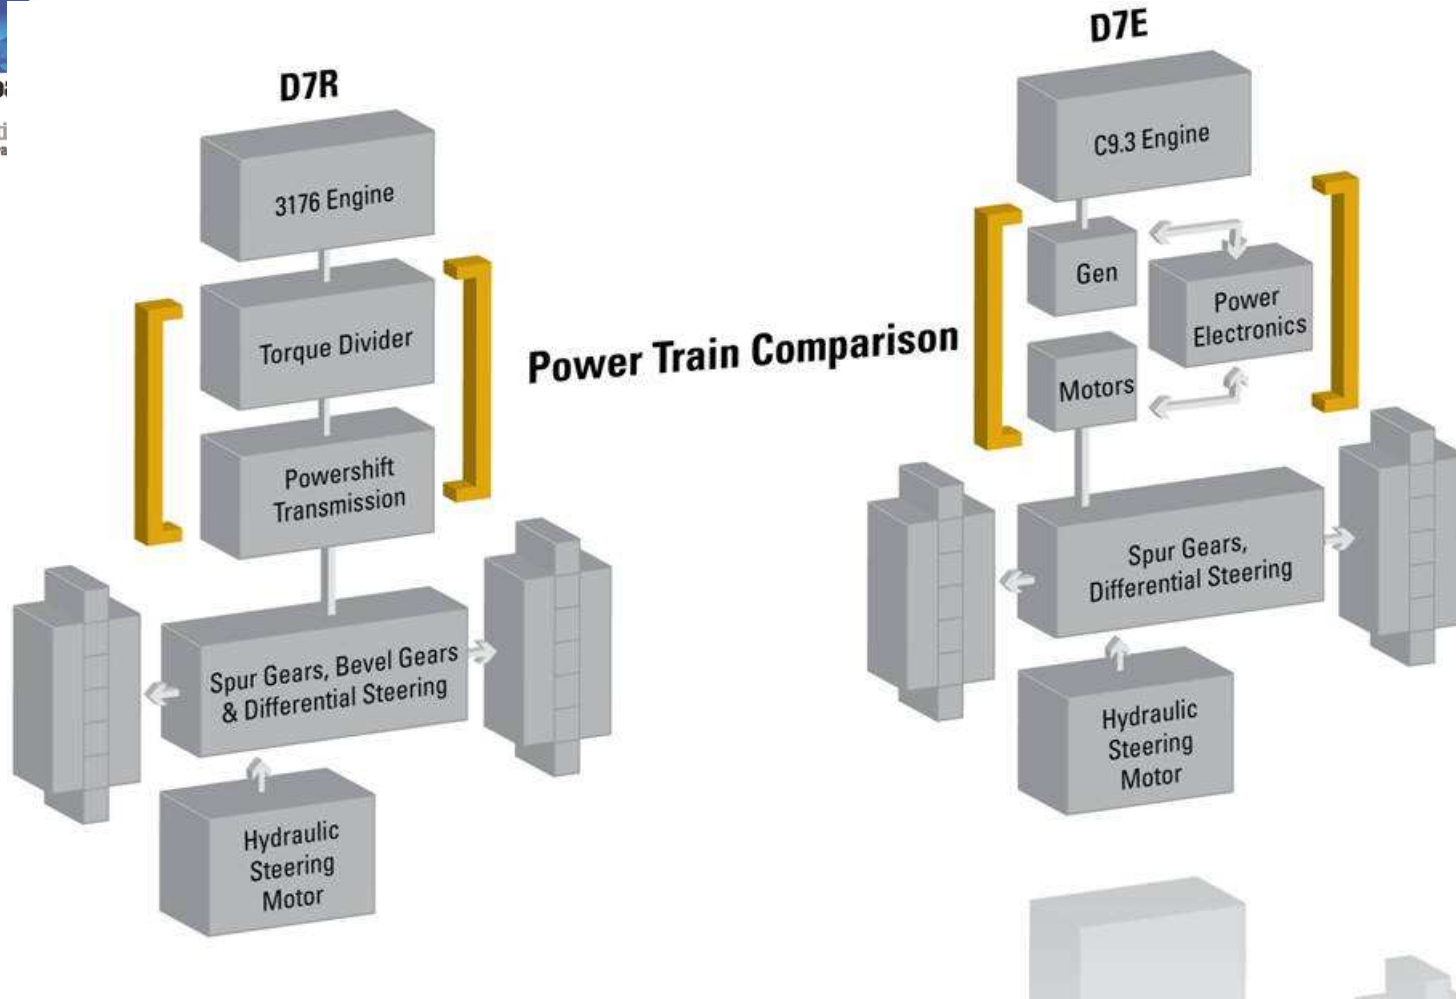 D7R
3176 Engine
Torque Divider
Powershift
Transmission
Spur Gears, Bevel Gears
& Differential Steering
Hydraulic
Steering
Motor
Power Train Comparison
D7E
C9.3 Engine
Gen
Power
Electronics
Motors
Spur Gears,
Differential Steering
Hydraulic
Steering
Motor